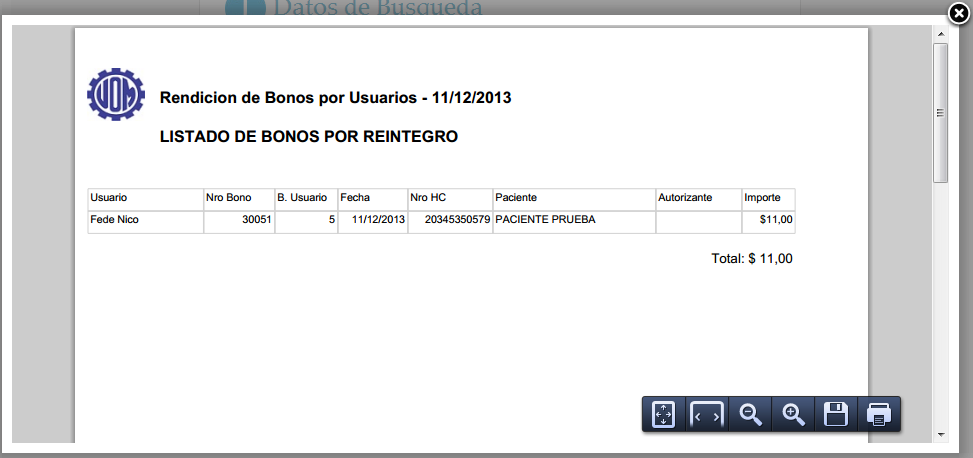 Datos de Busqueda
UOM
Rendicion de Bonos por Usuarios - 11/12/2013
LISTADO DE BONOS POR REINTEGRO
Usuario Nro Bono B. Usuario Fecha Nro HC Paciente Autorizante Importe
Fede Nico 30051 5 11/12/2013 20345350579 PACIENTE PRUEBA $11,00
Total: $ 11,00